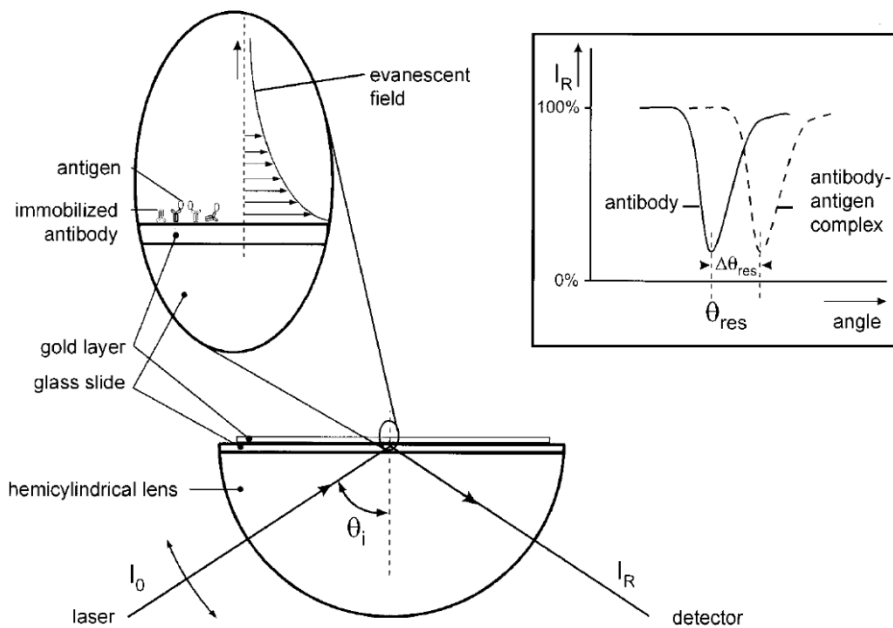 evanescent
field
antigen
immobilized
antibody
gold layer
glass slide
hemicylindrical lens
θi
I0
laser
IR
detector
IR
100%
antibody
antibody-
antigen
complex
Δθres
0%
θres
angle